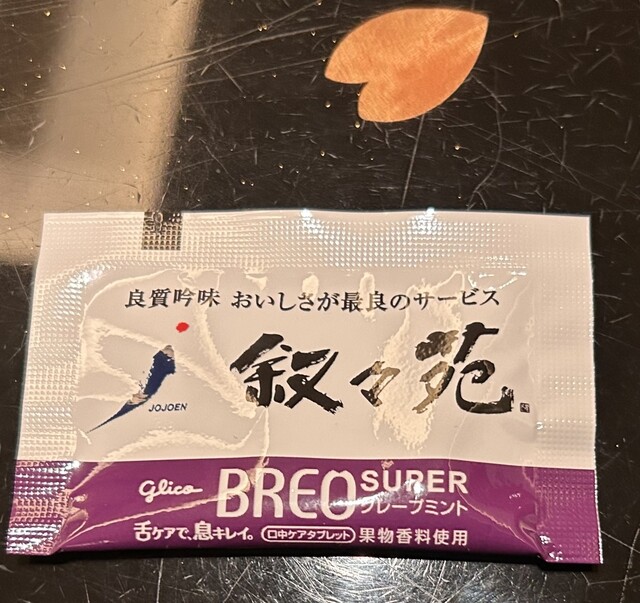 良質吟味 おいしさが最良のサービス
叙々苑
JOJOEN
glico BREO SUPER
グレープミント
舌ケアで、息キレイ。 口中ケアタブレット 果物香料使用